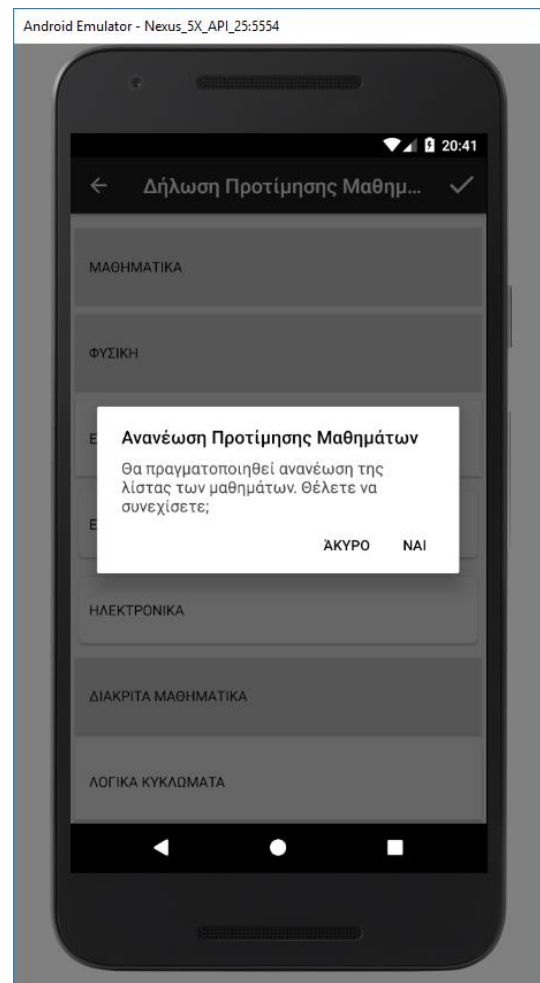 Android Emulator - Nexus_5X_API_25:5554
20:41
Δήλωση Προτίμησης Μαθημ...
ΜΑΘΗΜΑΤΙΚΑ
ΦΥΣΙΚΗ
Ε
Ανανέωση Προτίμησης Μαθημάτων
Θα πραγματοποιηθεί ανανέωση της
λίστας των μαθημάτων. Θέλετε να
συνεχίσετε;
Ε
ΆΚΥΡΟ ΝΑΙ
ΗΛΕΚΤΡΟΝΙΚΑ
ΔΙΑΚΡΙΤΑ ΜΑΘΗΜΑΤΙΚΑ
ΛΟΓΙΚΑ ΚΥΚΛΩΜΑΤΑ